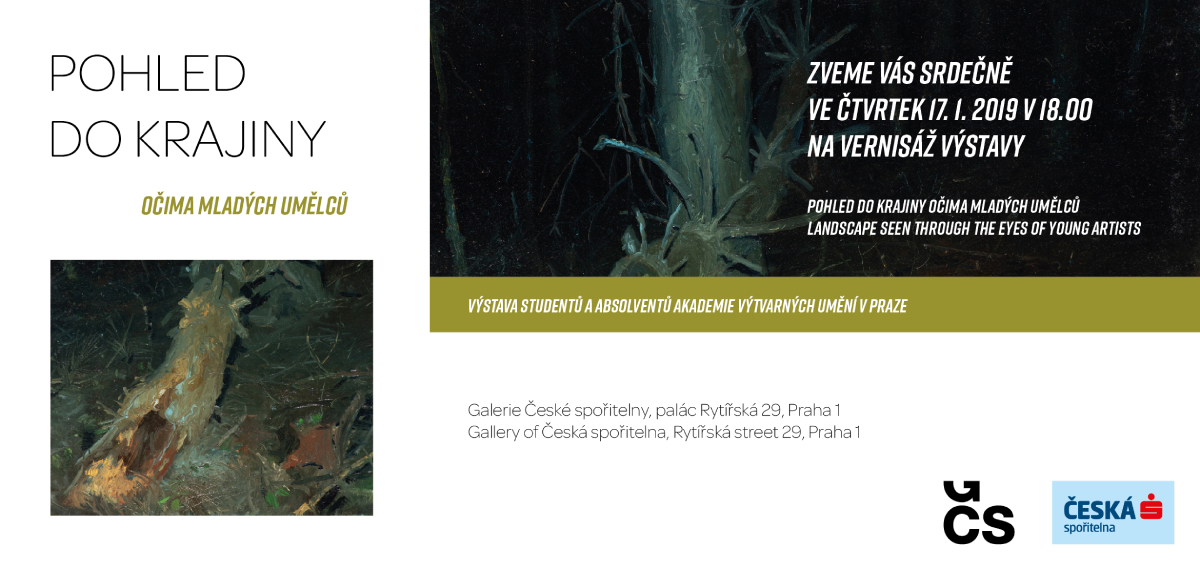 POHLED
DO KRAJINY
OČIMA MLADÝCH UMĚLCŮ
ZVEME VÁS SRDEČNĚ
VE ČTVRTEK 17. 1. 2019 V 18.00
NA VERNISÁŽ VÝSTAVY
POHLED DO KRAJINY OČIMA MLADÝCH UMĚLCŮ
LANDSCAPE SEEN THROUGH THE EYES OF YOUNG ARTISTS
VÝSTAVA STUDENTŮ A ABSOLVENTŮ AKADEMIE VÝTVARNÝCH UMĚNÍ V PRAZE
Galerie České spořitelny, palác Rytířská 29, Praha 1
Gallery of Česká spořitelna, Rytířská street 29, Praha 1
G
ČS
ČESKÁ
spořitelna